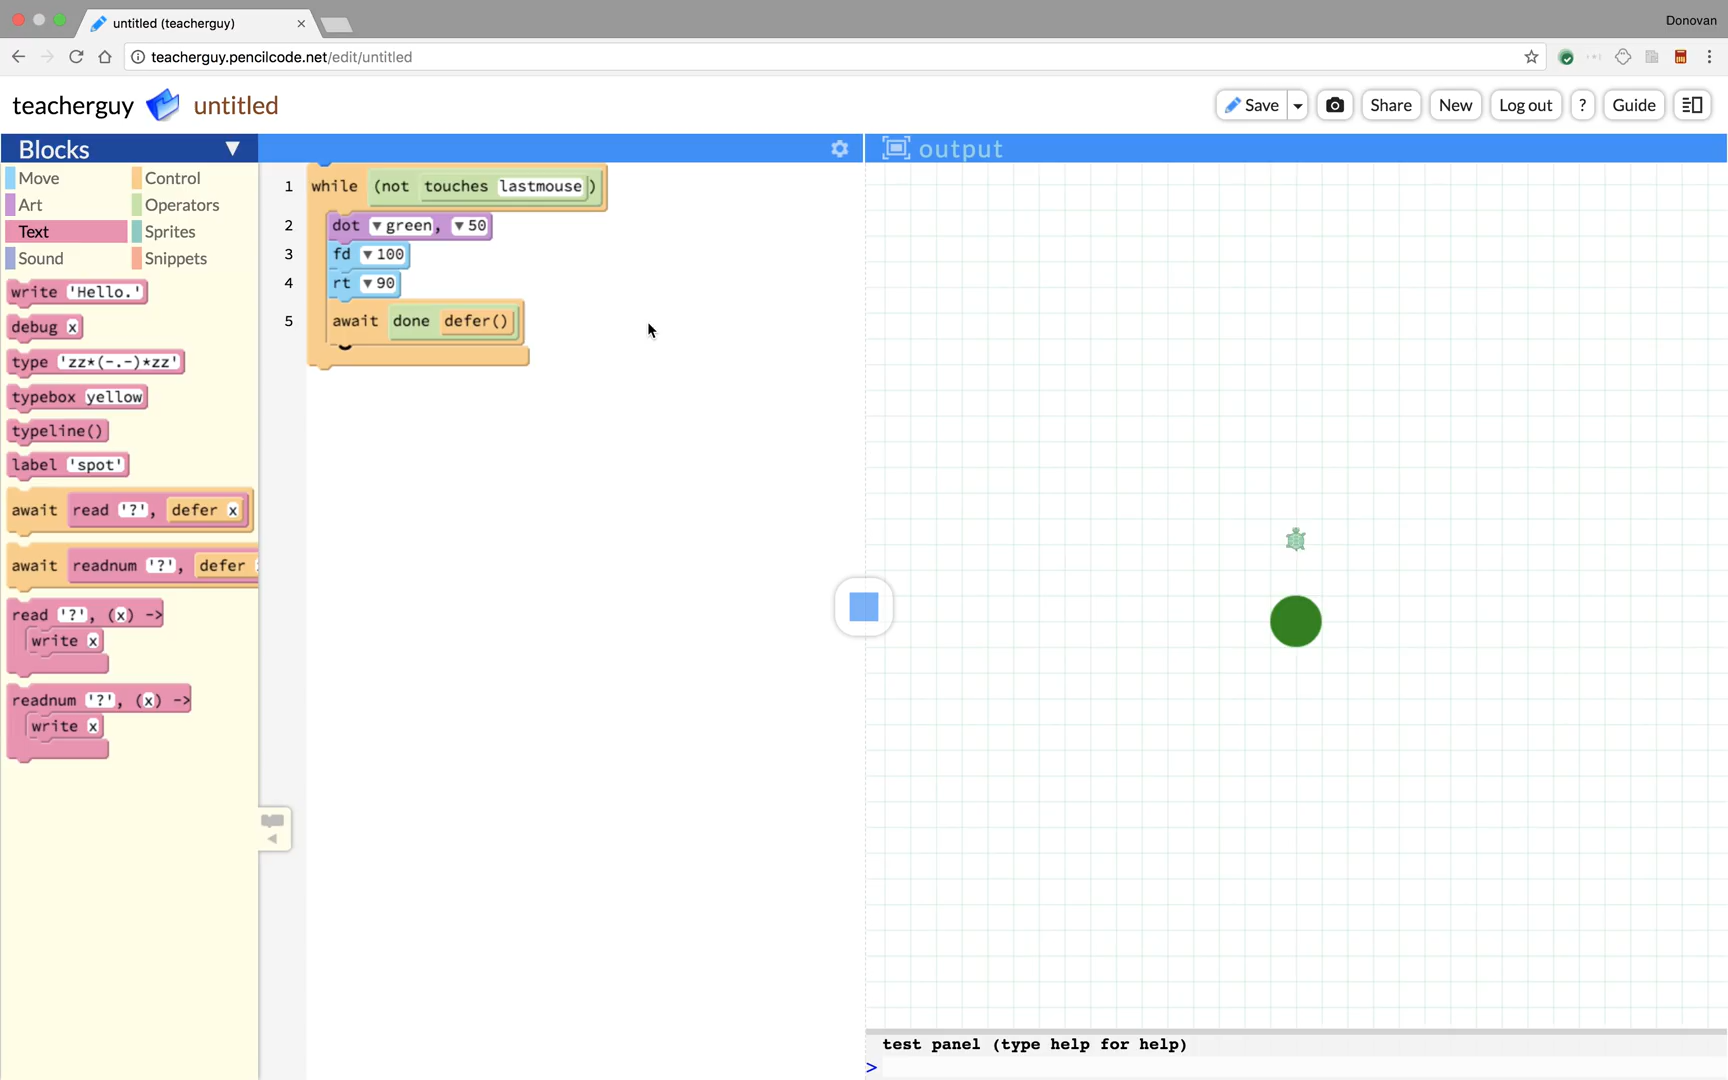 untitled (teacherguy)
Donovan
teacherguy.pencilcode.net/edit/untitled
teacherguy untitled
Save
Share
New
Log out
?
Guide
Blocks
Move
Control
Art
Operators
Text
Sprites
Sound
Snippets
write 'Hello.'
debug x
type 'zz*(-.-)*zz'
typebox yellow
typeline()
label 'spot'
await read '?', defer x
await readnum '?', defer
read '?', (x) ->
write x
readnum '?', (x) ->
write x
1 while (not touches lastmouse)
2 dot green, 50
3 fd 100
4 rt 90
5 await done defer()
output
test panel (type help for help)
>